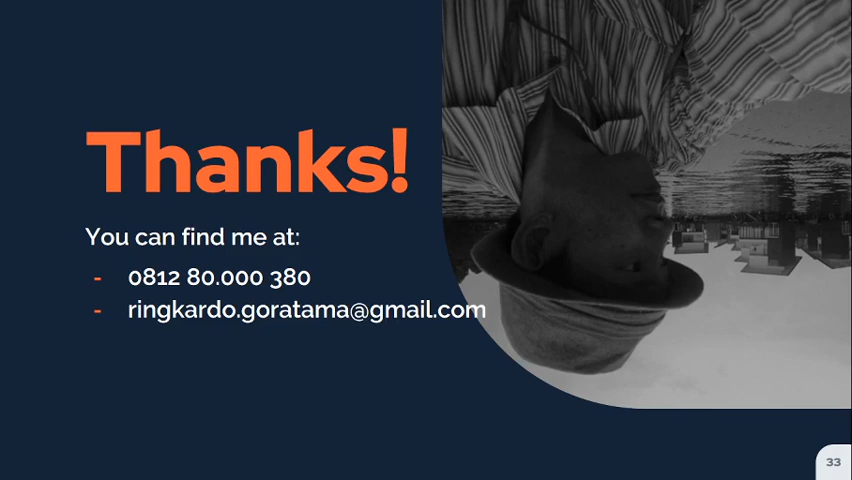 Thanks!
You can find me at:
- 0812 80.000 380
- ringkardo.goratama@gmail.com
33